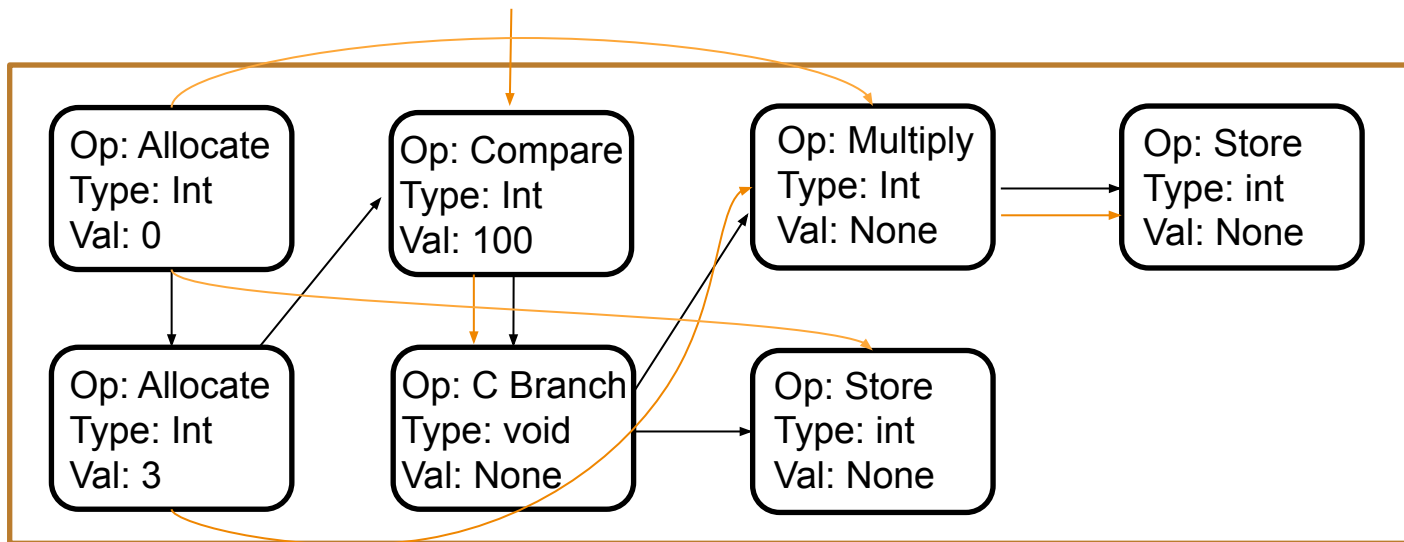 Op: Allocate
Type: Int
Val: 0
Op: Compare
Type: Int
Val: 100
Op: Multiply
Type: Int
Val: None
Op: Store
Type: int
Val: None
Op: Allocate
Type: Int
Val: 3
Op: C Branch
Type: void
Val: None
Op: Store
Type: int
Val: None